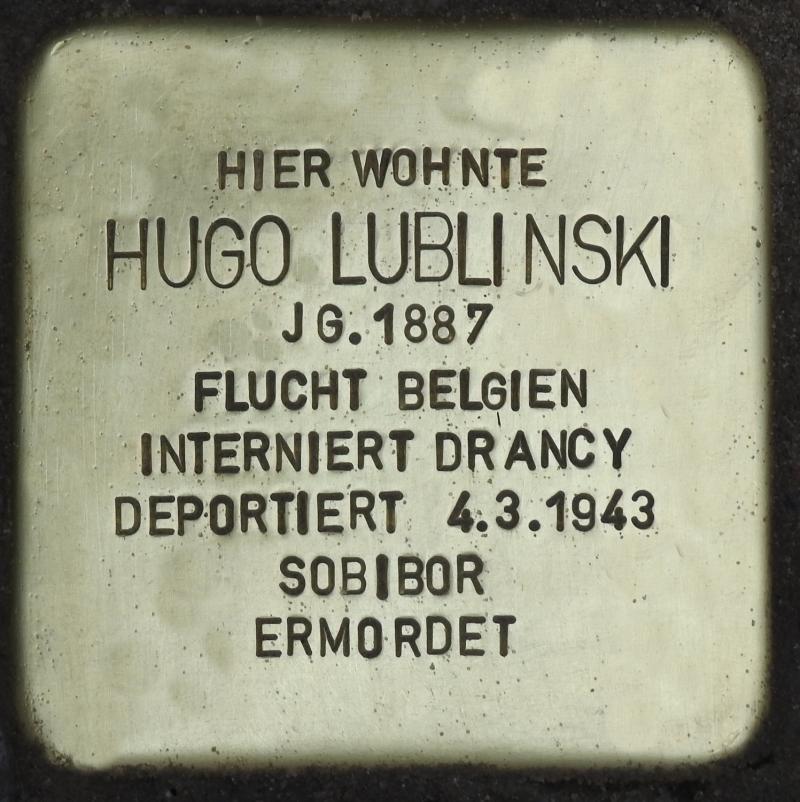 HIER WOHNTE
HUGO LUBLINSKI
JG. 1887
FLUCHT BELGIEN
INTERNIERT DRANCY
DEPORTIERT 4.3.1943
SOBIBOR
ERMORDET